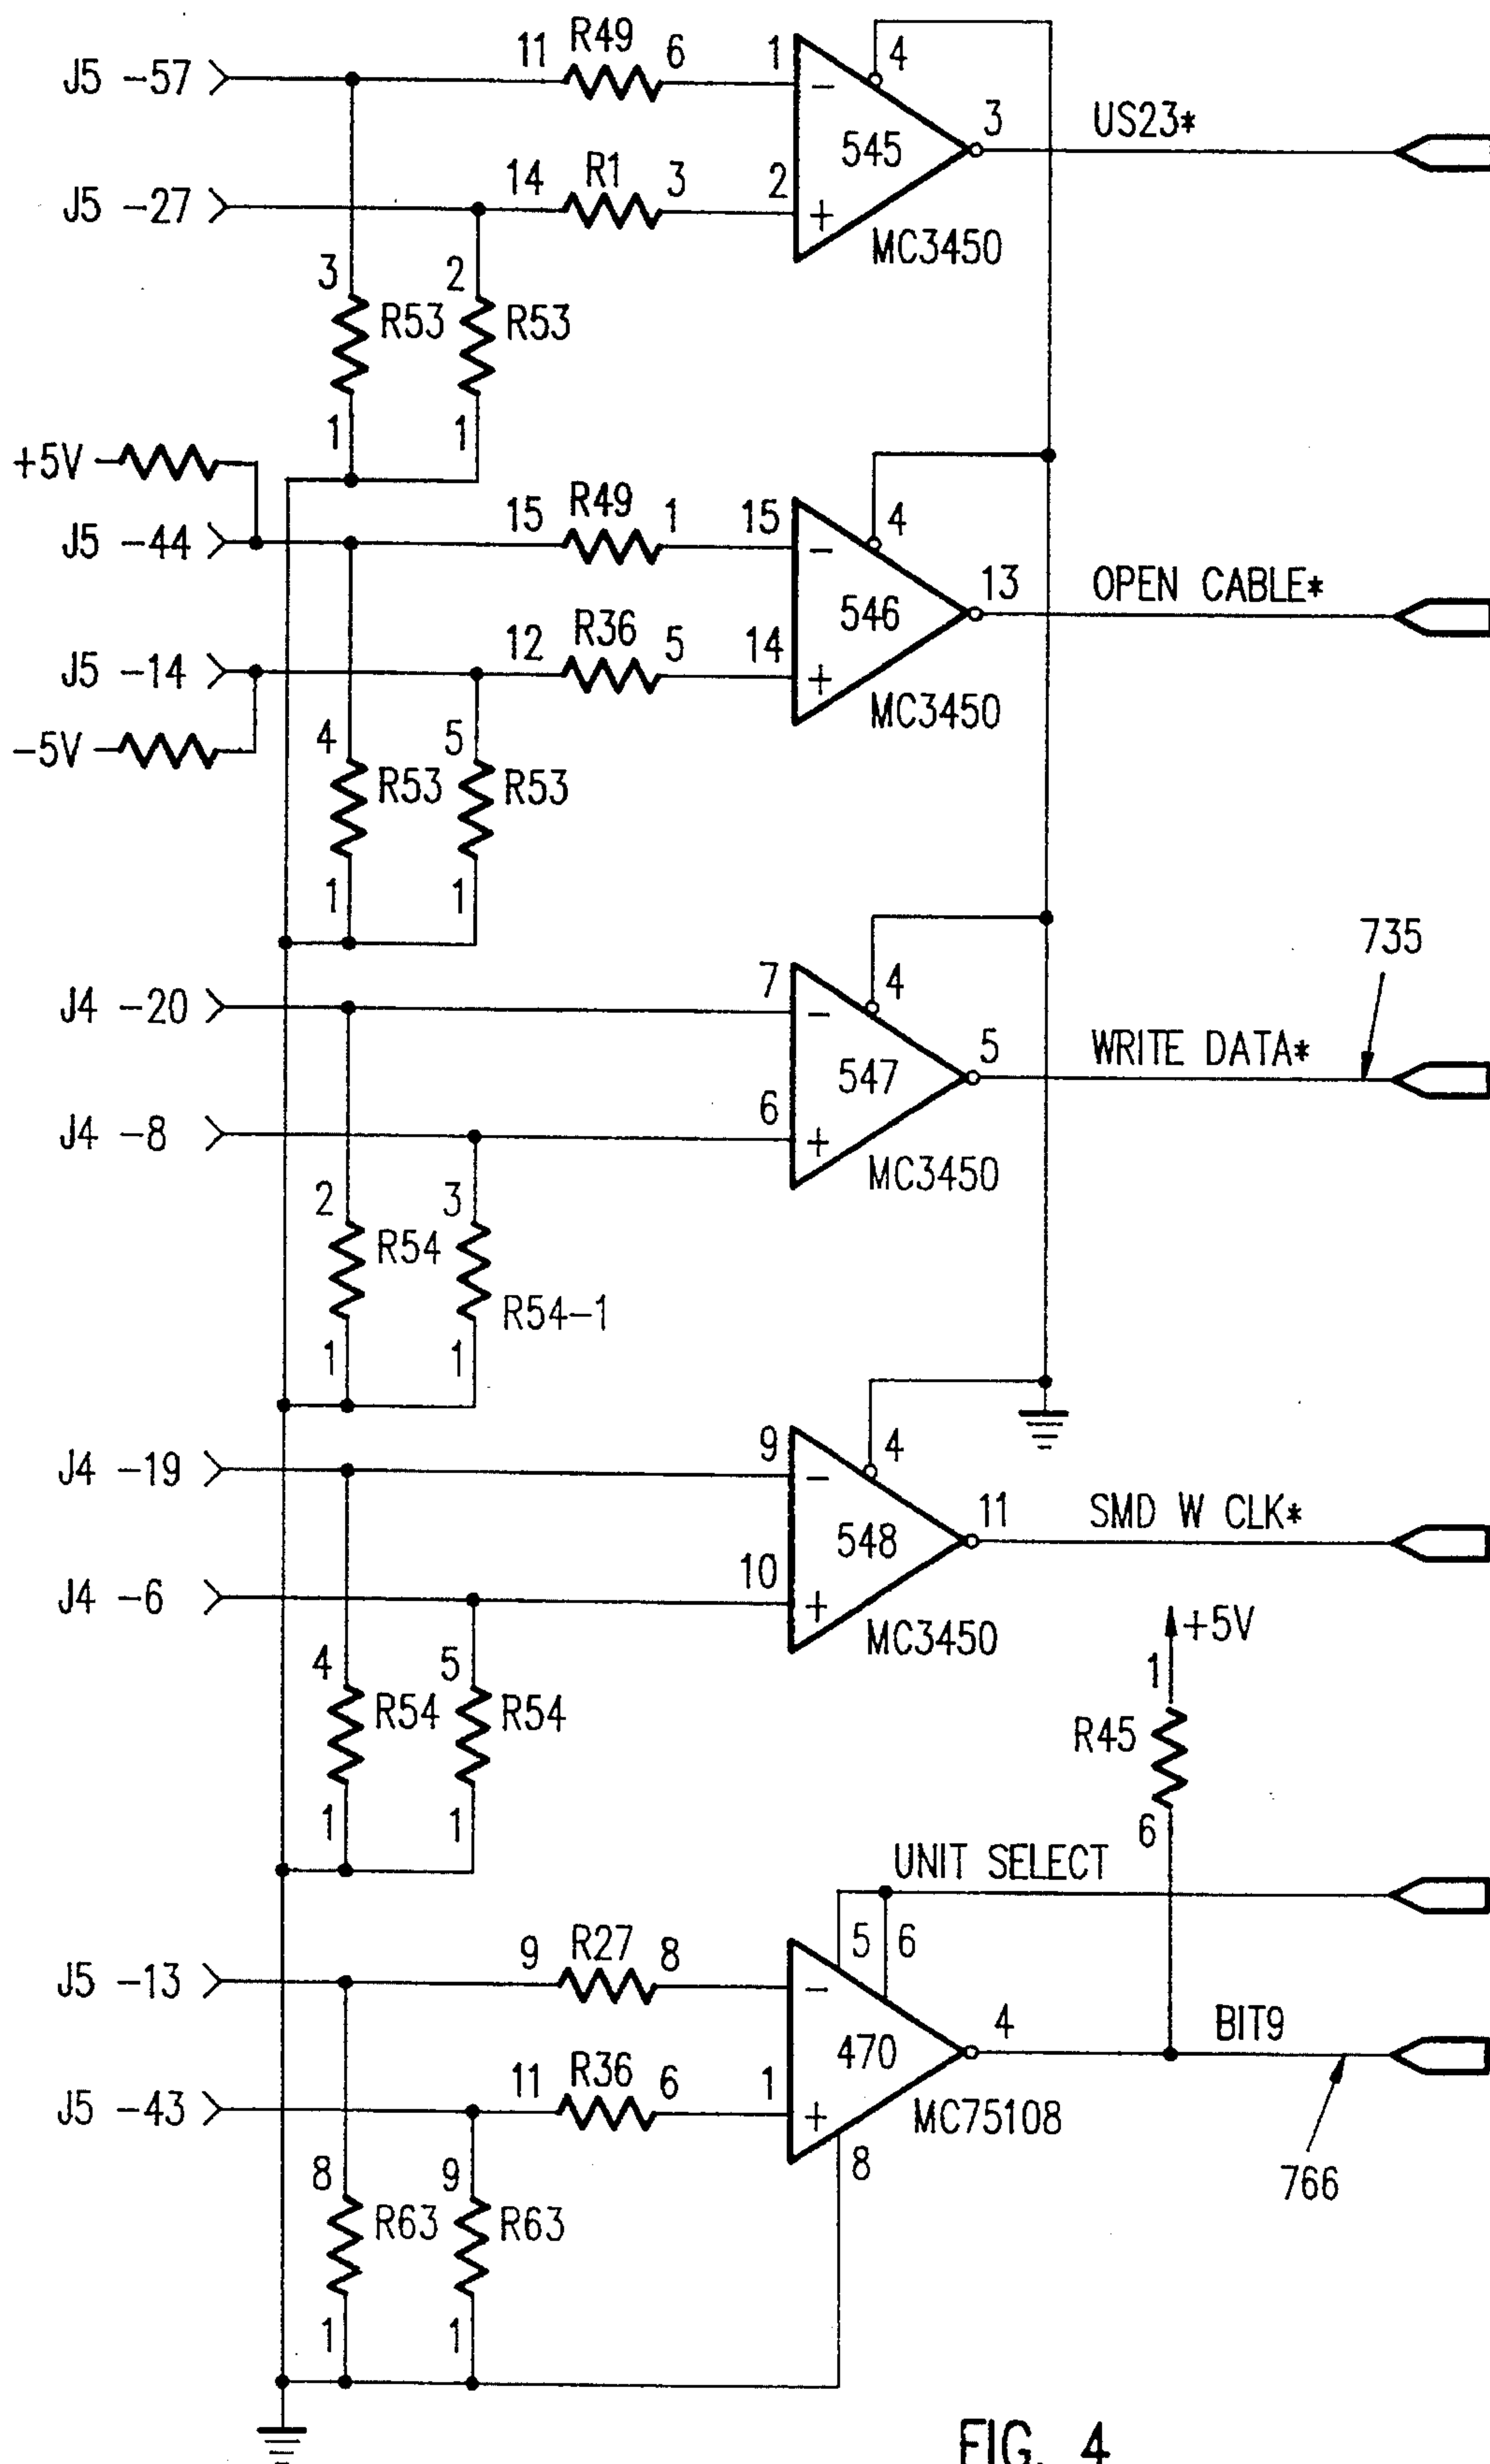 J5 -57
11 R49 6
1
−
4
545
3
US23*
J5 -27
14 R1 3
2
+
MC3450
3
R53
2
R53
1
1
+5V
J5 -44
15 R49 1
15
−
4
546
13
OPEN CABLE*
J5 -14
12 R36 5
14
+
MC3450
-5V
4
R53
5
R53
1
1
735
J4 -20
7
−
4
547
5
WRITE DATA*
J4 -8
6
+
MC3450
2
R54
3
R54-1
1
1
J4 -19
9
−
4
548
11
SMD W CLK*
J4 -6
10
+
MC3450
+5V
1
R45
6
4
R54
5
R54
1
1
UNIT SELECT
5
6
J5 -13
9 R27 8
−
470
4
BIT9
J5 -43
11 R36 6
1
+
MC75108
8
766
8
R63
9
R63
1
1
FIG. 4